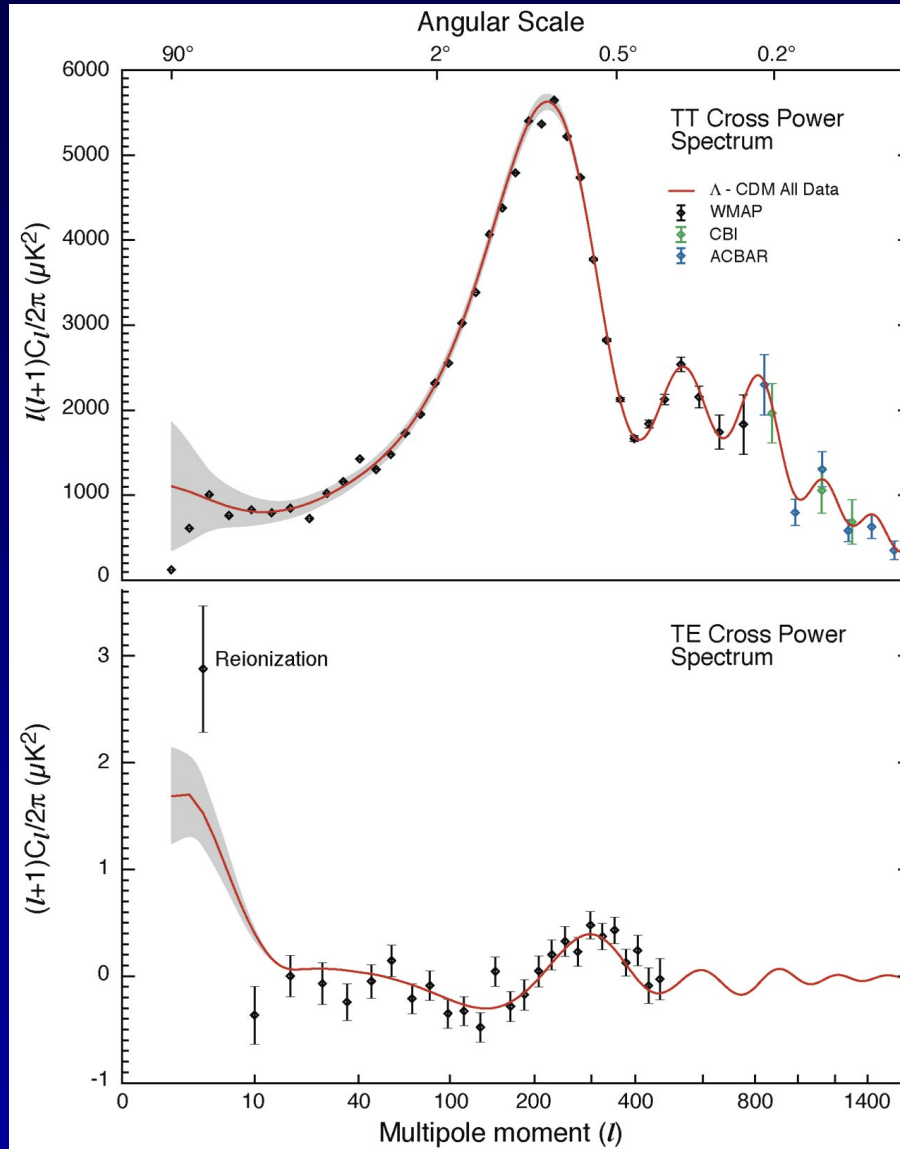 Angular Scale
90° 2° 0.5° 0.2°
6000
5000
4000
3000
2000
1000
0
l(l+1)Cl/2π (μK²)
TT Cross Power
Spectrum
Λ - CDM All Data
WMAP
CBI
ACBAR
3
2
1
0
-1
(l+1)Cl/2π (μK²)
Reionization
TE Cross Power
Spectrum
0 10 40 100 200 400 800 1400
Multipole moment (l)